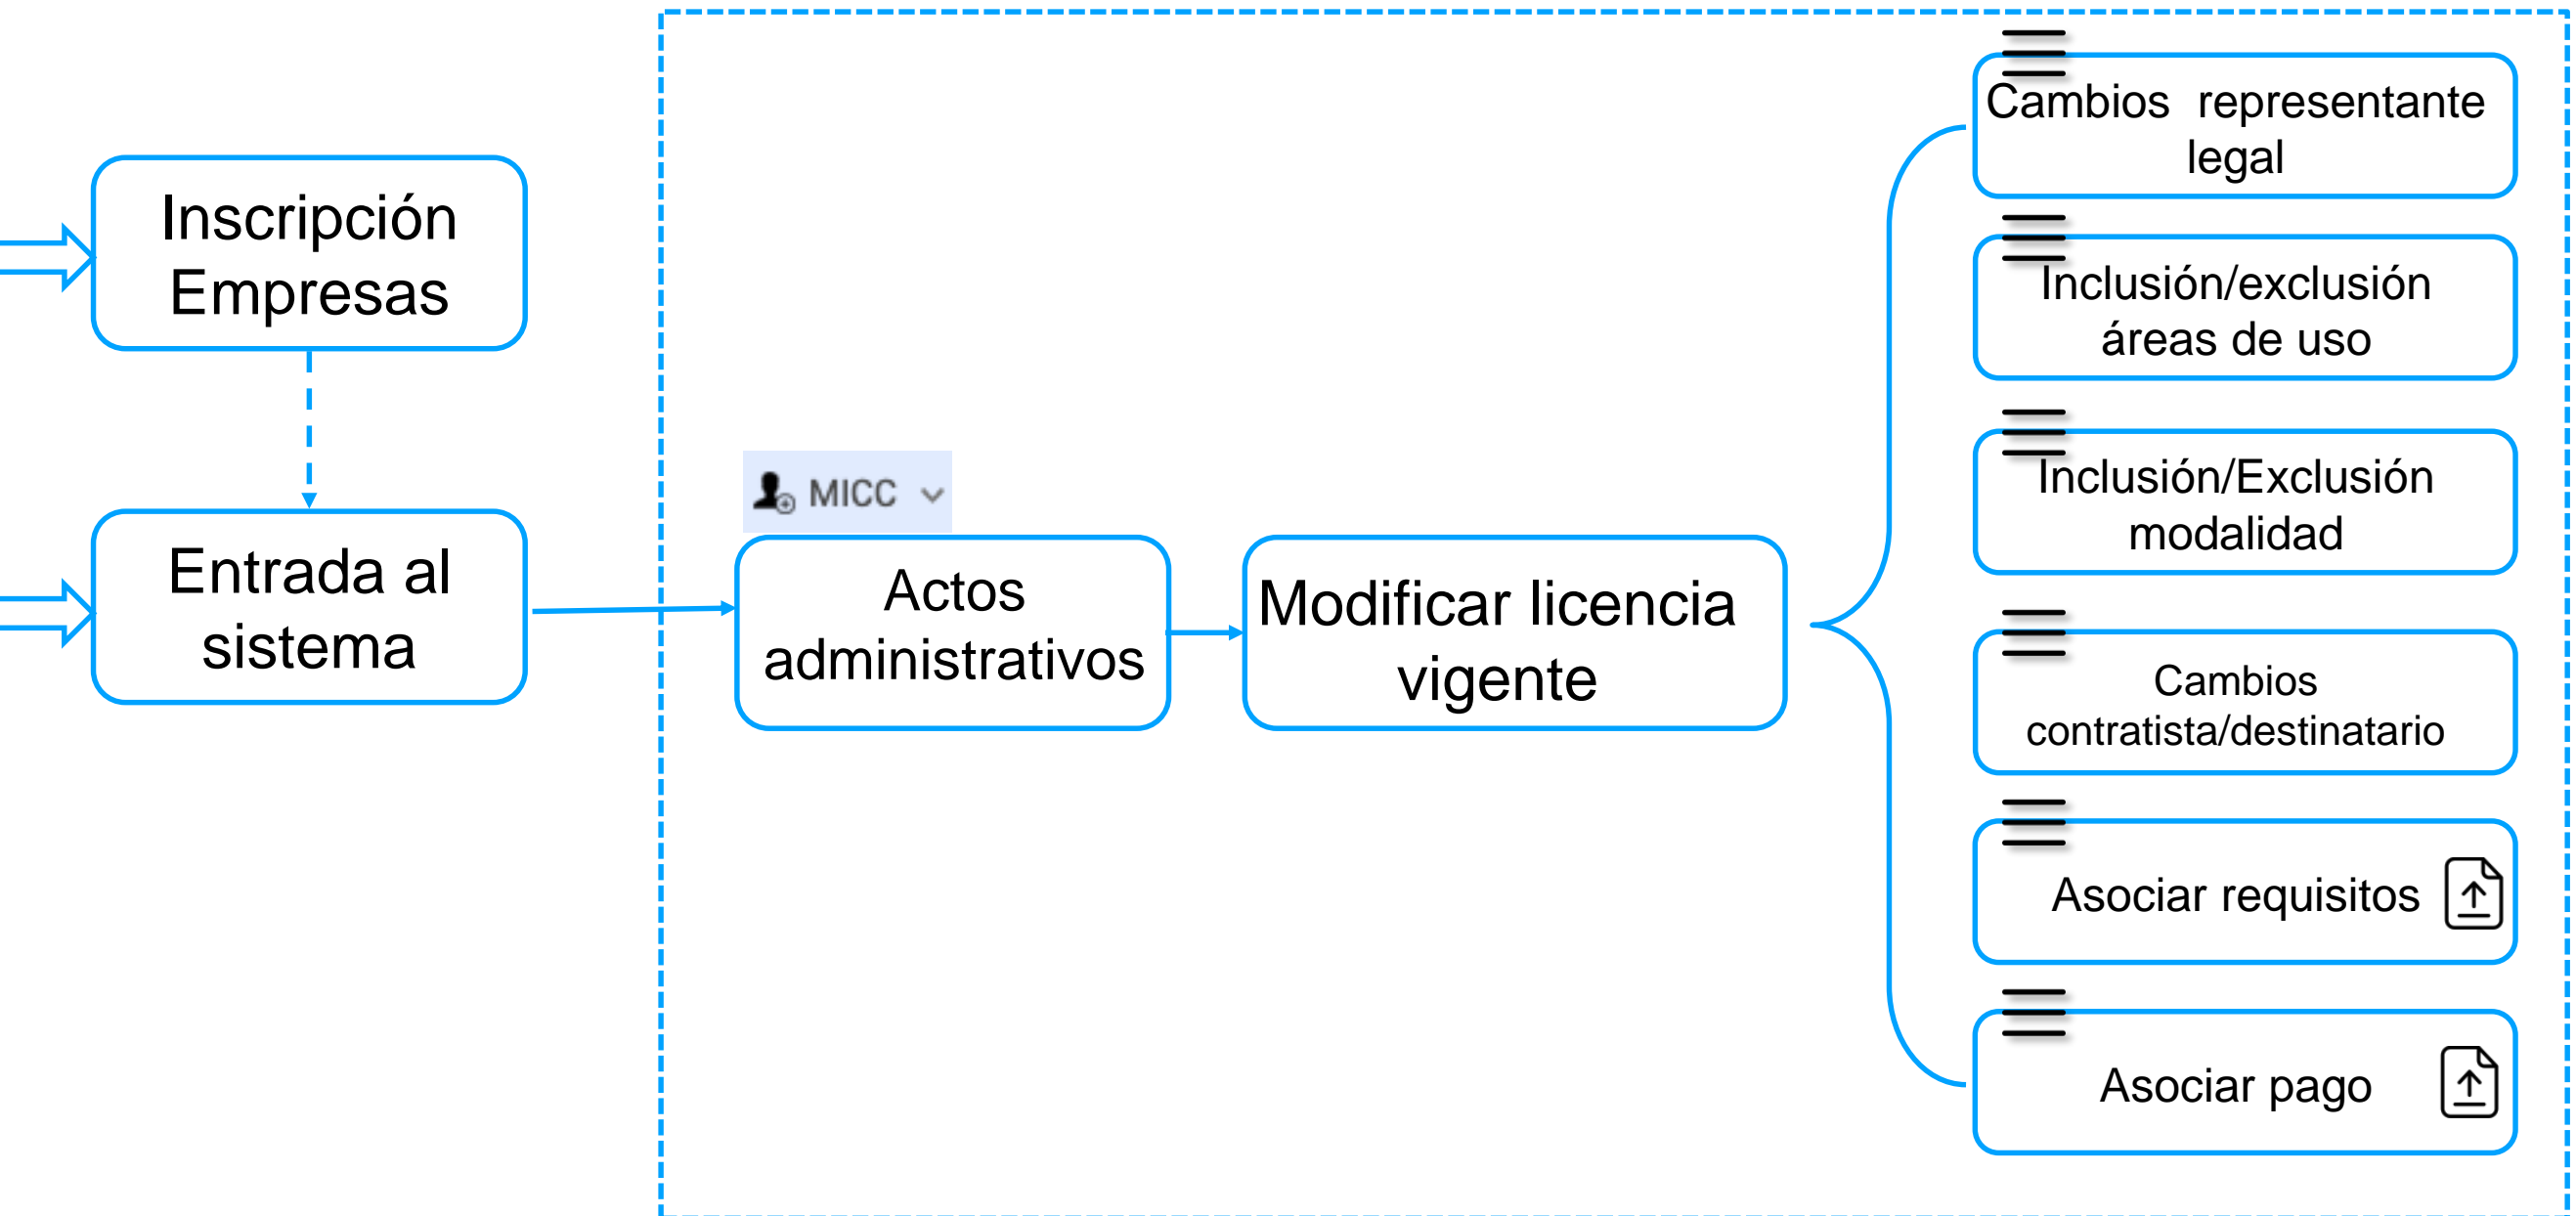 Inscripción
Empresas
Entrada al
sistema
MICC
Actos
administrativos
Modificar licencia
vigente
Cambios representante
legal
Inclusión/exclusión
áreas de uso
Inclusión/Exclusión
modalidad
Cambios
contratista/destinatario
Asociar requisitos
Asociar pago